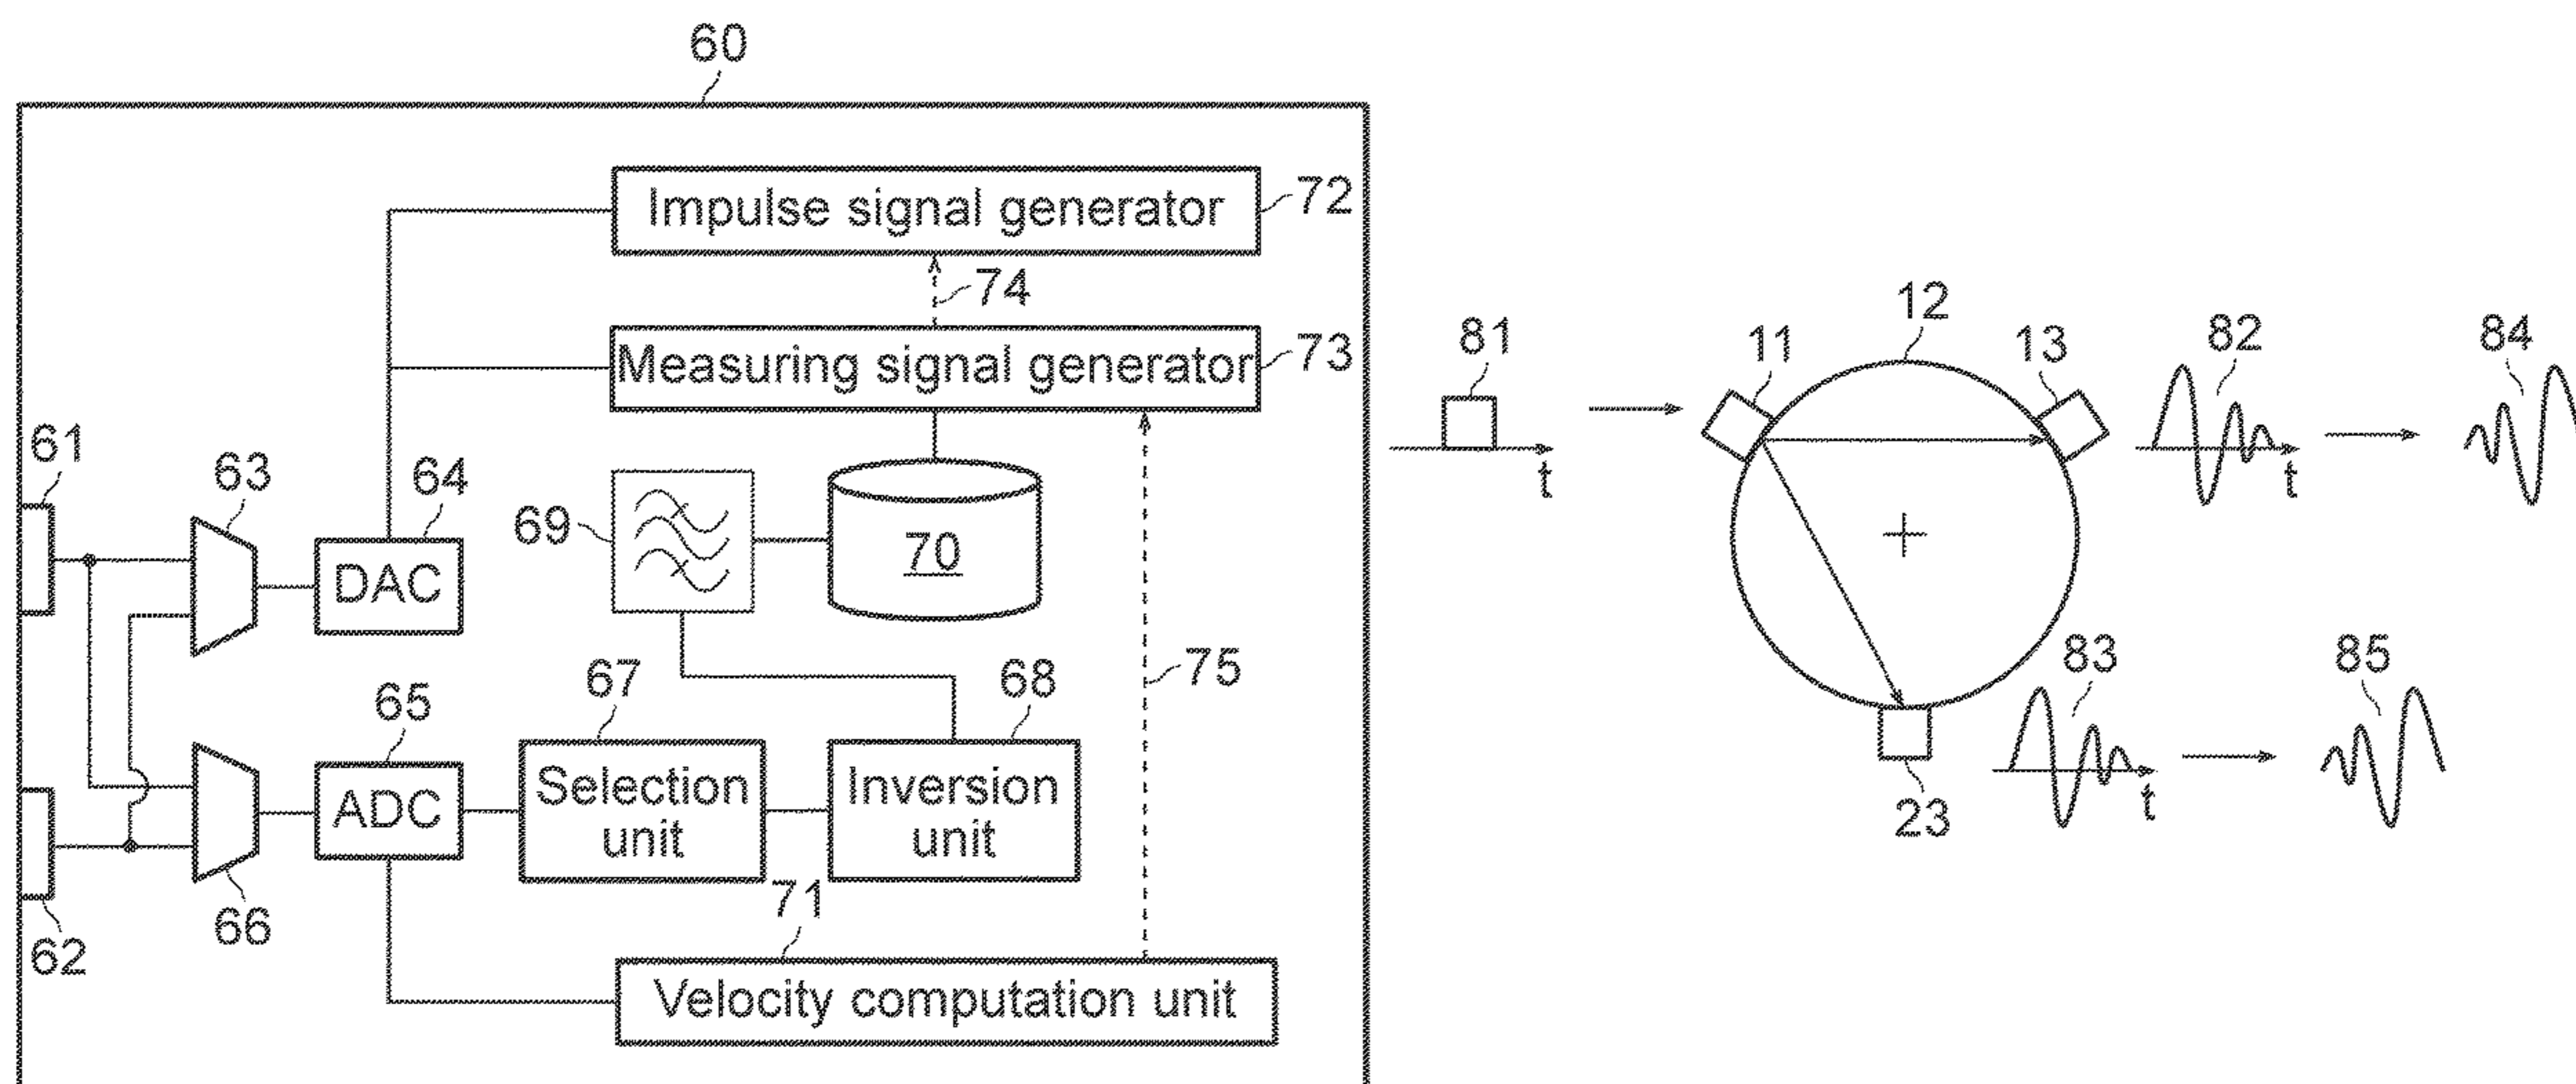 60
Impulse signal generator
72
74
Measuring signal generator
73
61
63
64
DAC
69
70
62
66
65
ADC
67
Selection
unit
68
Inversion
unit
75
71
Velocity computation unit
81
t
11
12
13
82
t
84
23
83
t
85